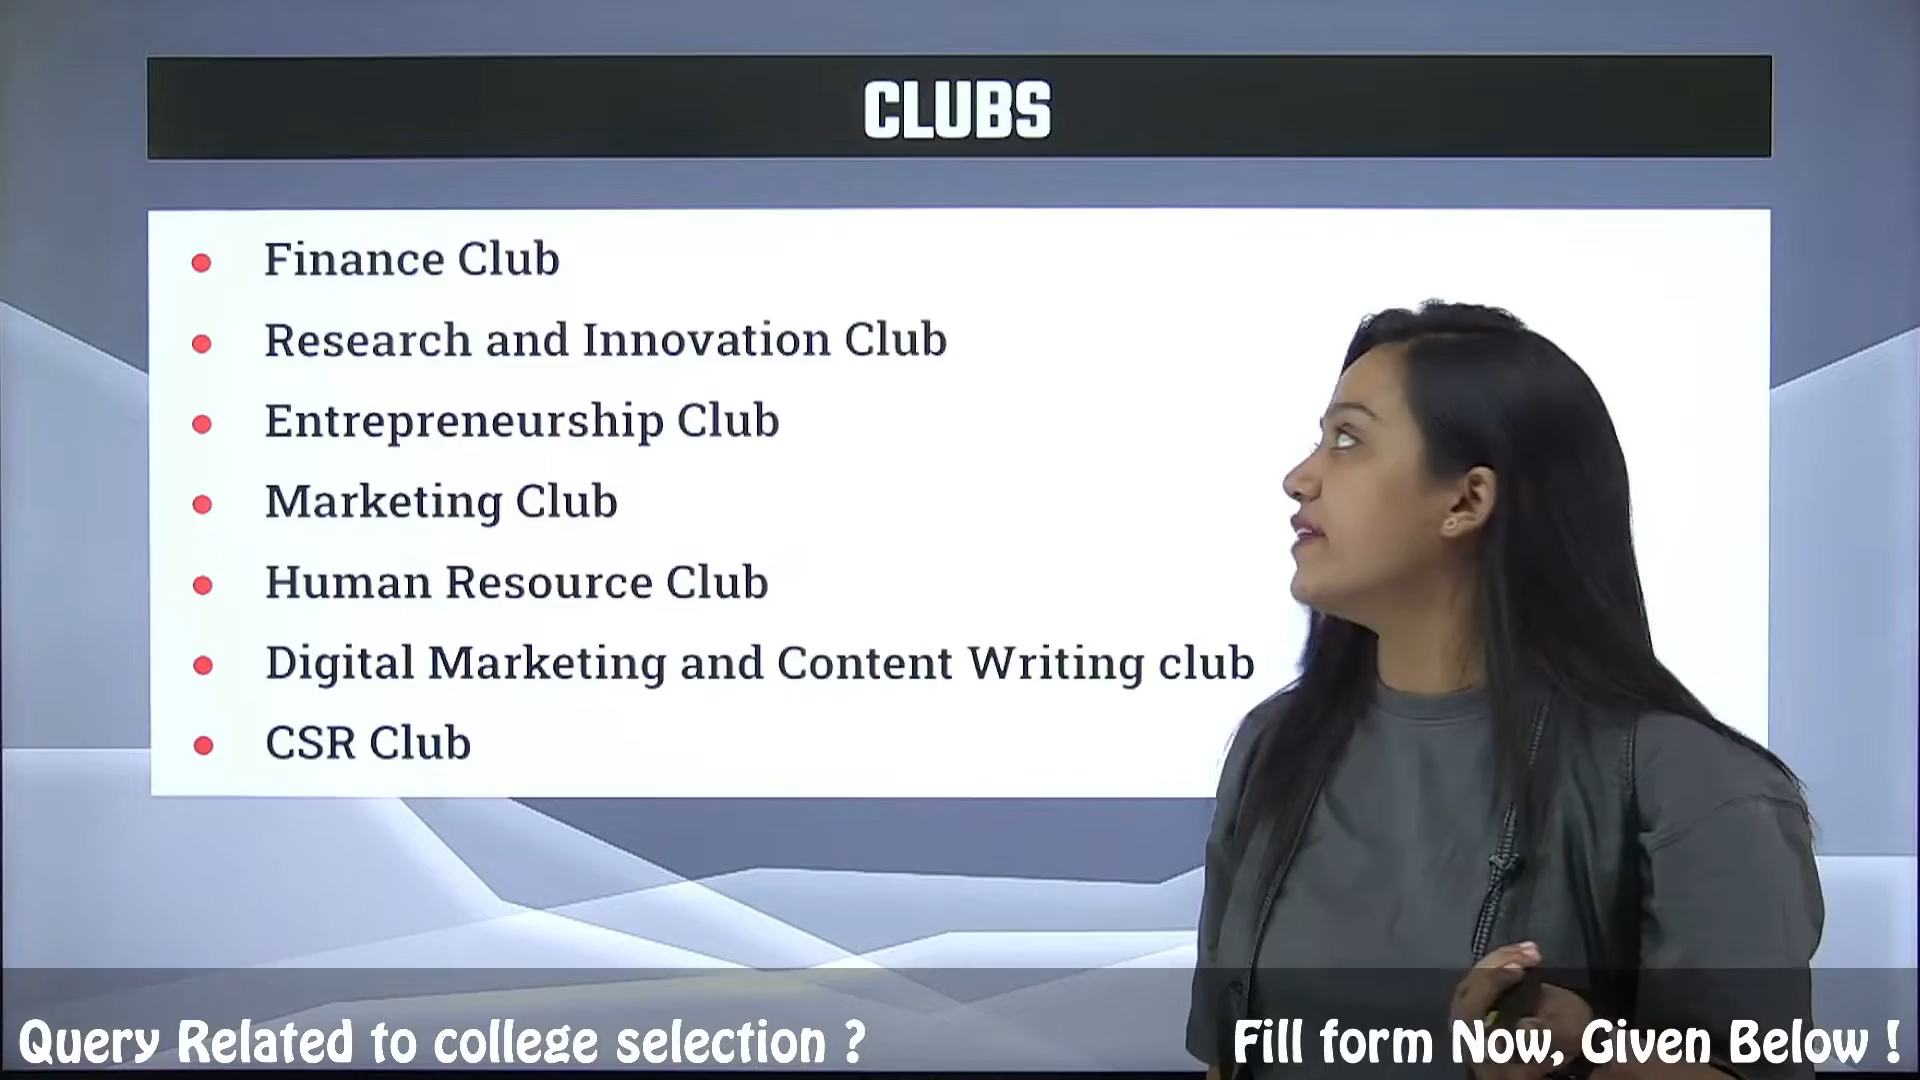 CLUBS
Finance Club
Research and Innovation Club
Entrepreneurship Club
Marketing Club
Human Resource Club
Digital Marketing and Content Writing club
CSR Club
Query Related to college selection ?
Fill form Now, Given Below !